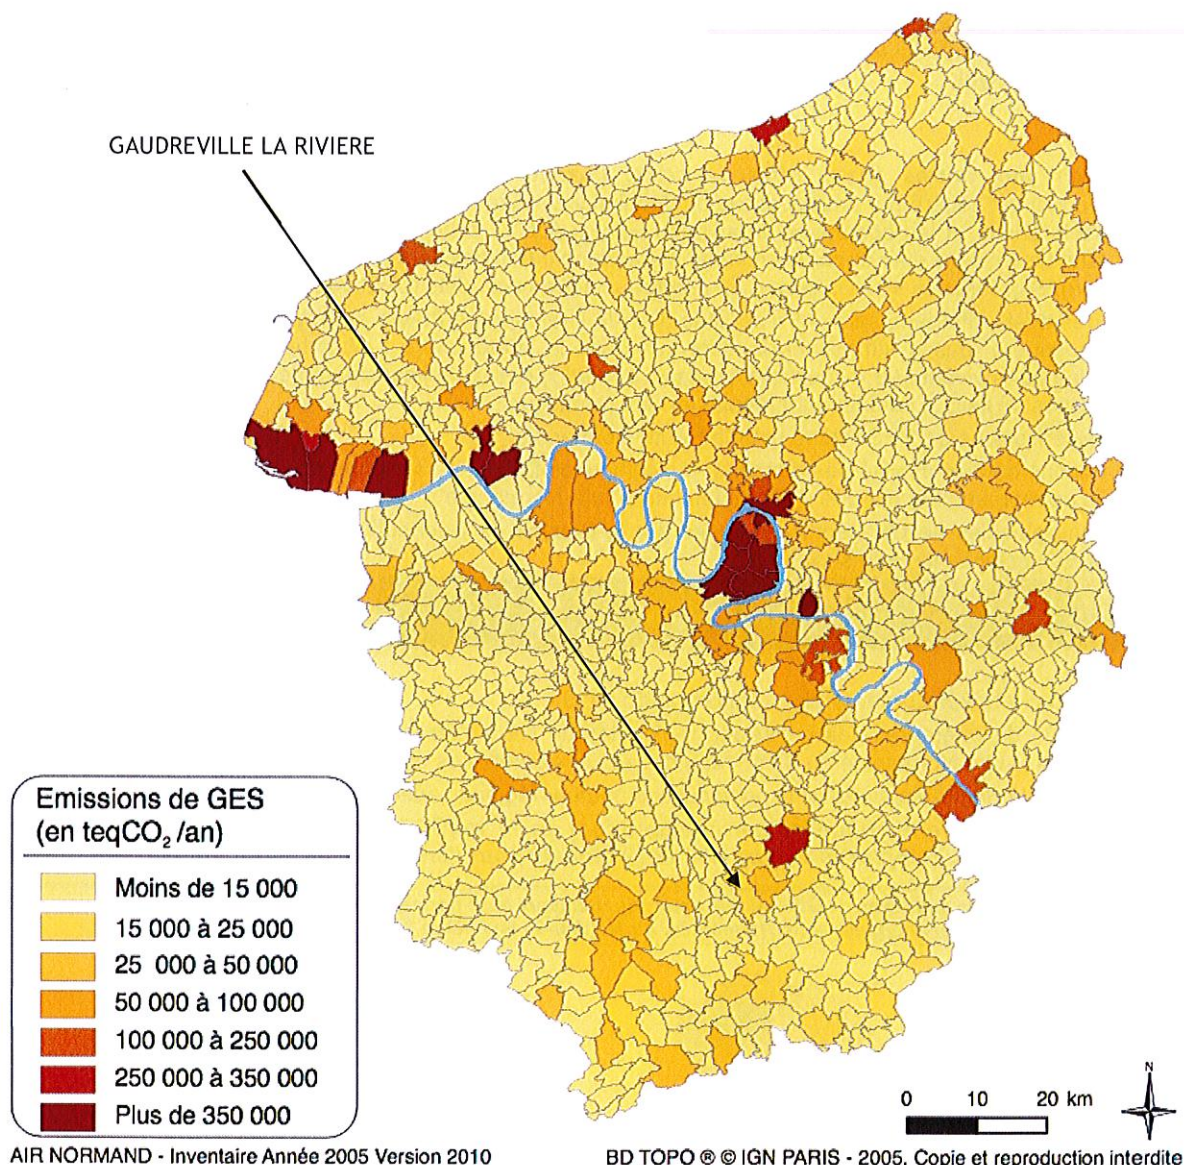 GAUDREVILLE LA RIVIERE
Emissions de GES
(en teqCO₂ /an)
Moins de 15 000
15 000 à 25 000
25 000 à 50 000
50 000 à 100 000
100 000 à 250 000
250 000 à 350 000
Plus de 350 000
N
0 10 20 km
AIR NORMAND - Inventaire Année 2005 Version 2010
BD TOPO ® © IGN PARIS - 2005. Copie et reproduction interdite